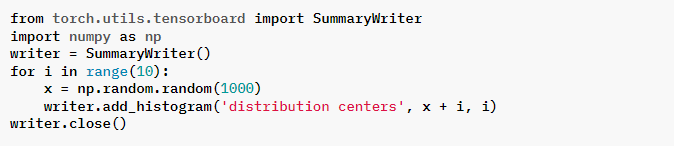 from torch.utils.tensorboard import SummaryWriter
import numpy as np
writer = SummaryWriter()
for i in range(10):
    x = np.random.random(1000)
    writer.add_histogram('distribution centers', x + i, i)
writer.close()